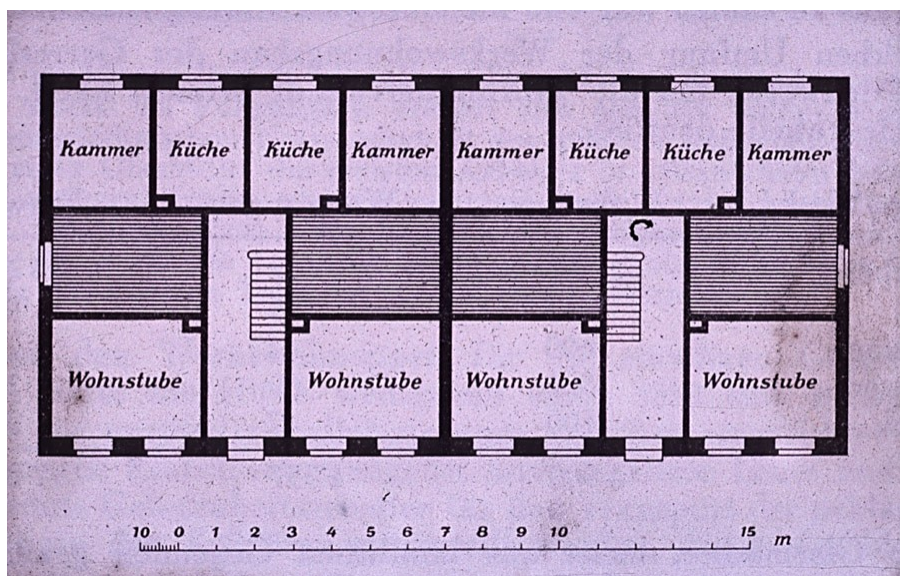 Kammer Küche Küche Kammer Kammer Küche Küche Kammer
Wohnstube Wohnstube Wohnstube Wohnstube
10 0 1 2 3 4 5 6 7 8 9 10 15 m